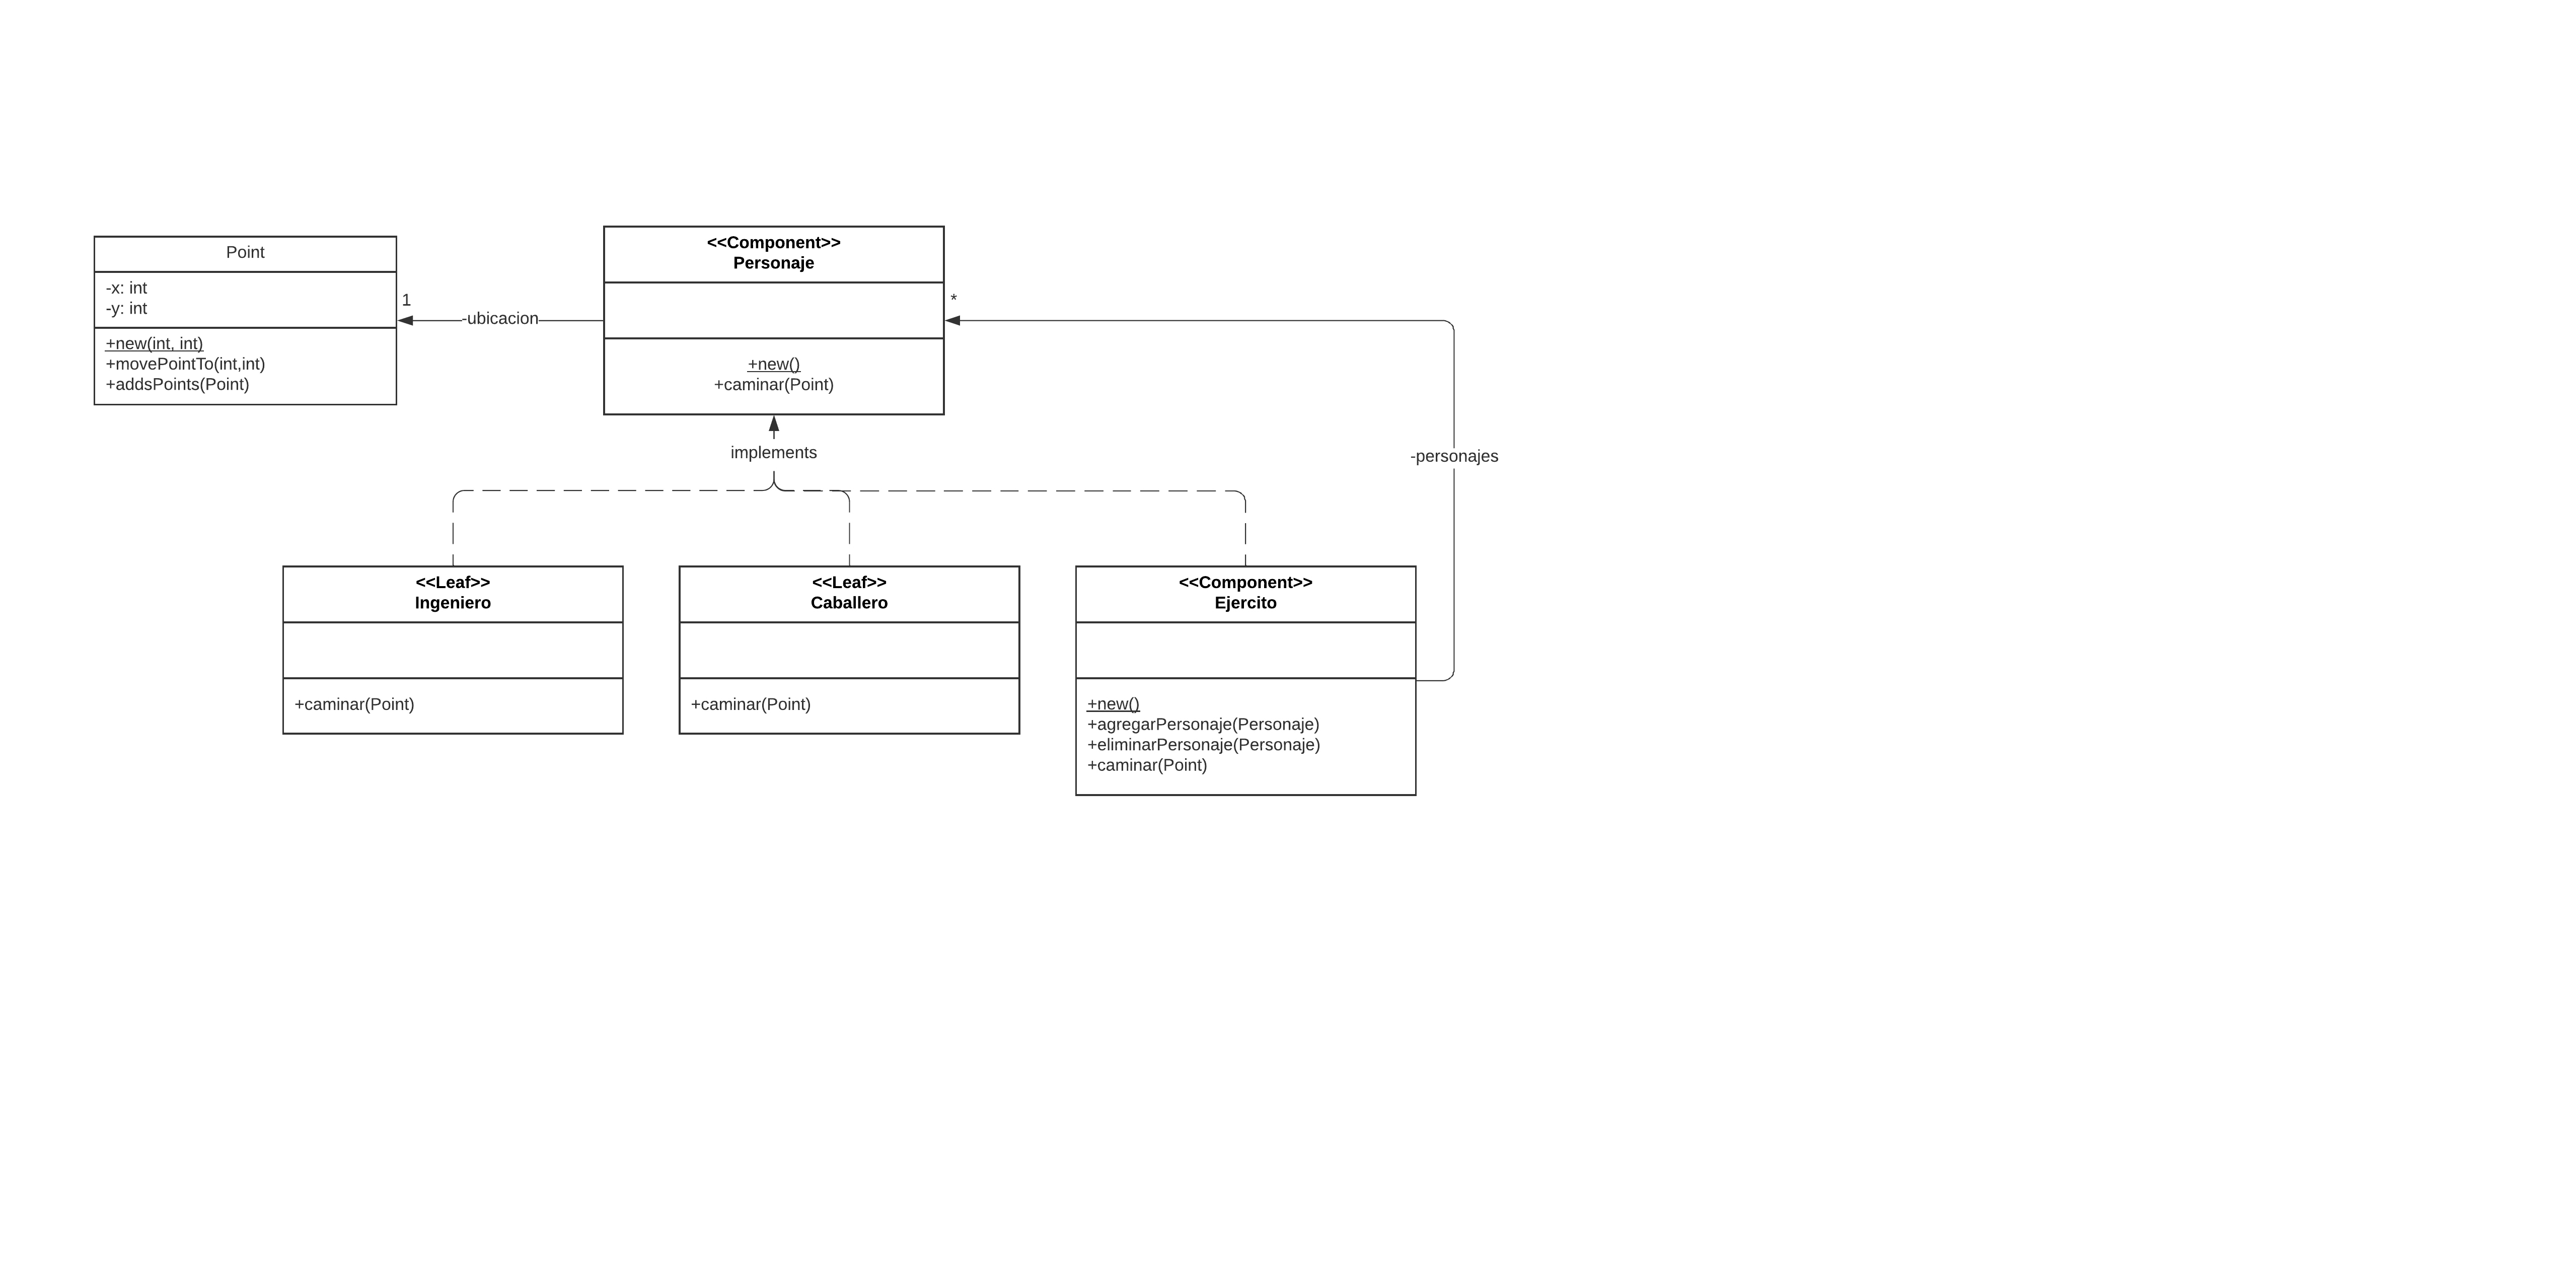 Point
-x: int
-y: int
+new(int, int)
+movePointTo(int,int)
+addsPoints(Point)
1
-ubicacion
<<Component>>
Personaje
+new()
+caminar(Point)
*
-personajes
implements
<<Leaf>>
Ingeniero
+caminar(Point)
<<Leaf>>
Caballero
+caminar(Point)
<<Component>>
Ejercito
+new()
+agregarPersonaje(Personaje)
+eliminarPersonaje(Personaje)
+caminar(Point)